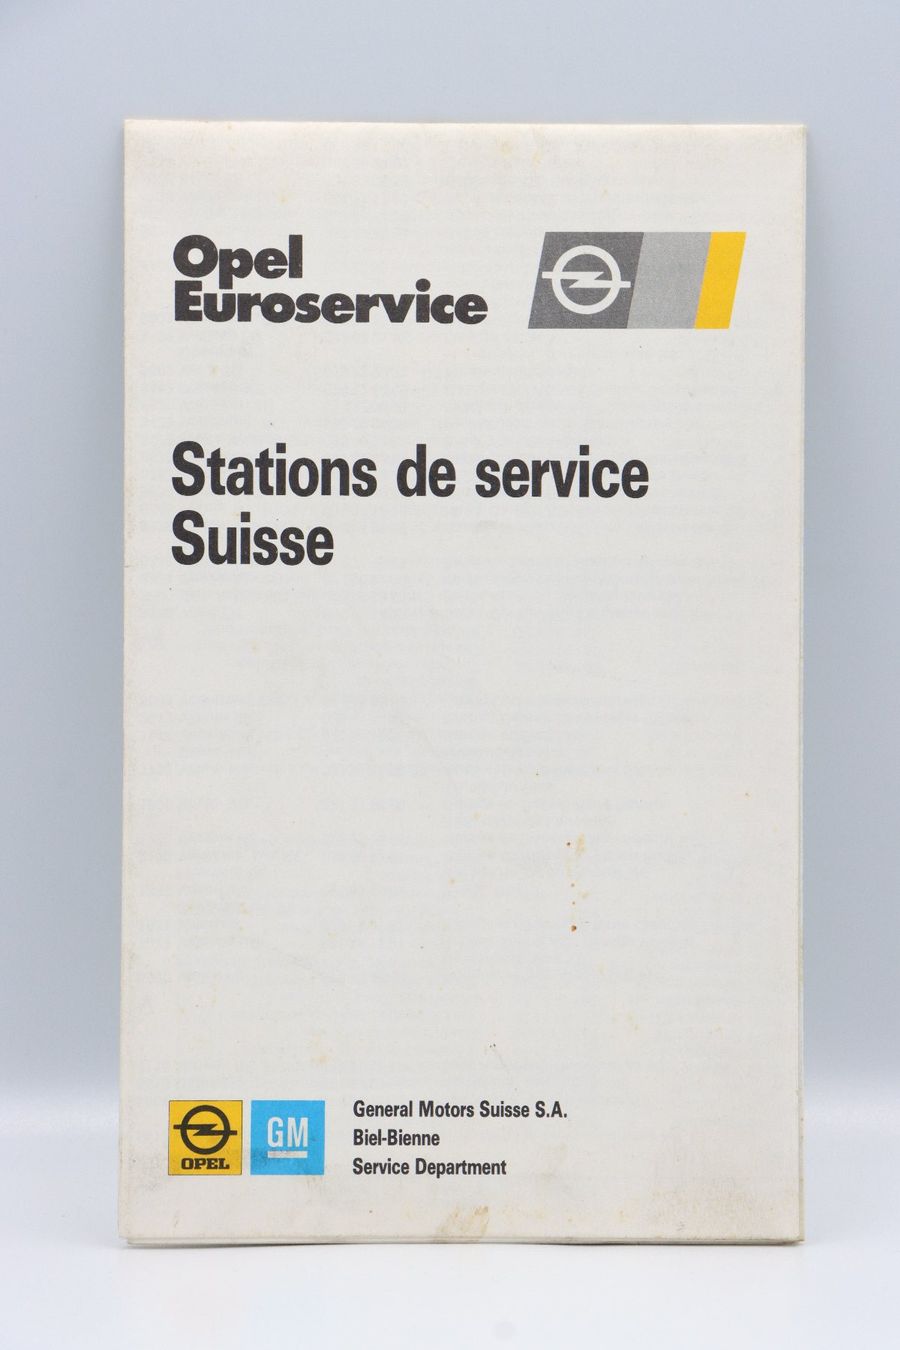 Opel
Euroservice
Stations de service
Suisse
OPEL
GM
General Motors Suisse S.A.
Biel-Bienne
Service Department